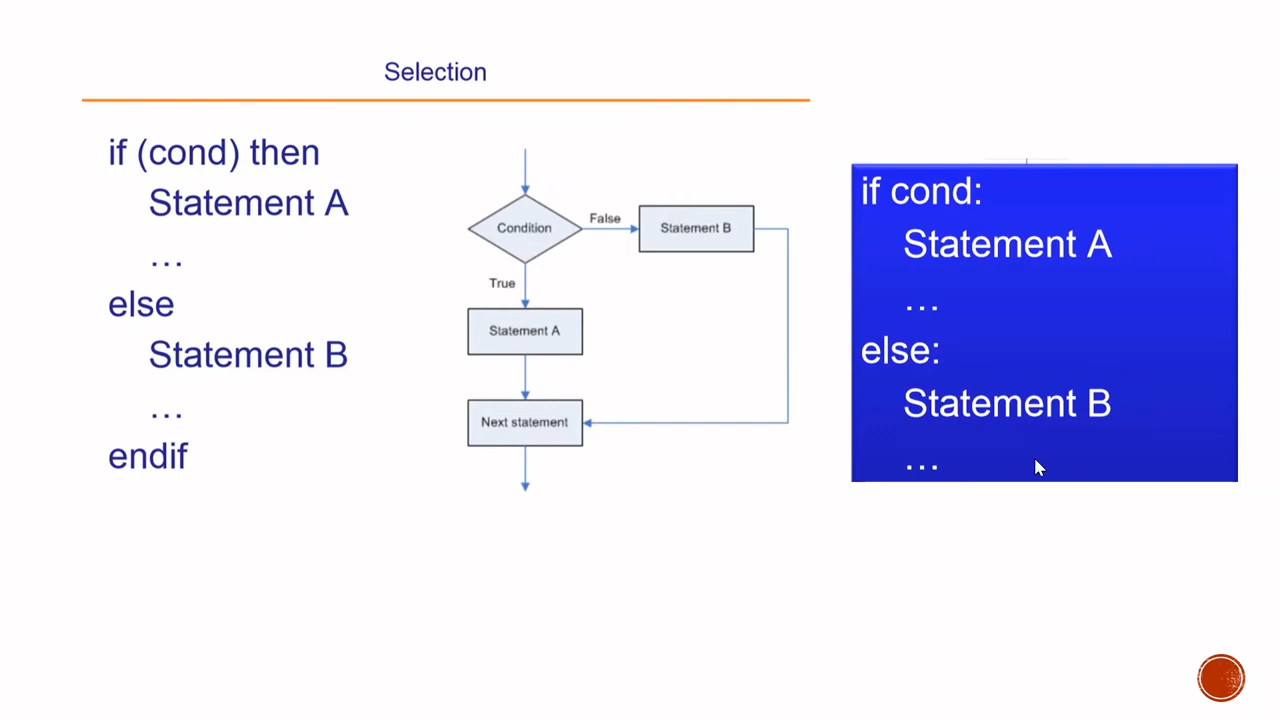 Selection
if (cond) then
Statement A
…
else
Statement B
…
endif
Condition
False
Statement B
True
Statement A
Next statement
if cond:
Statement A
…
else:
Statement B
…